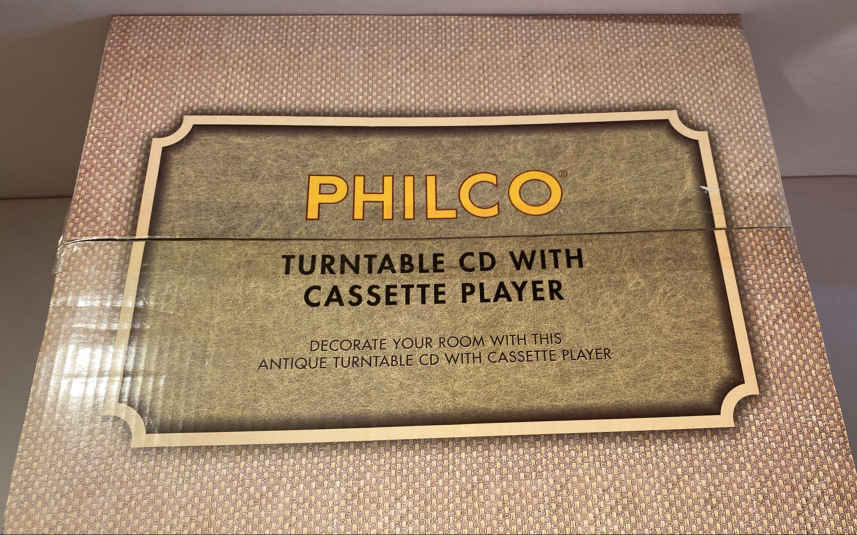 PHILCO®
TURNTABLE CD WITH
CASSETTE PLAYER
DECORATE YOUR ROOM WITH THIS
ANTIQUE TURNTABLE CD WITH CASSETTE PLAYER